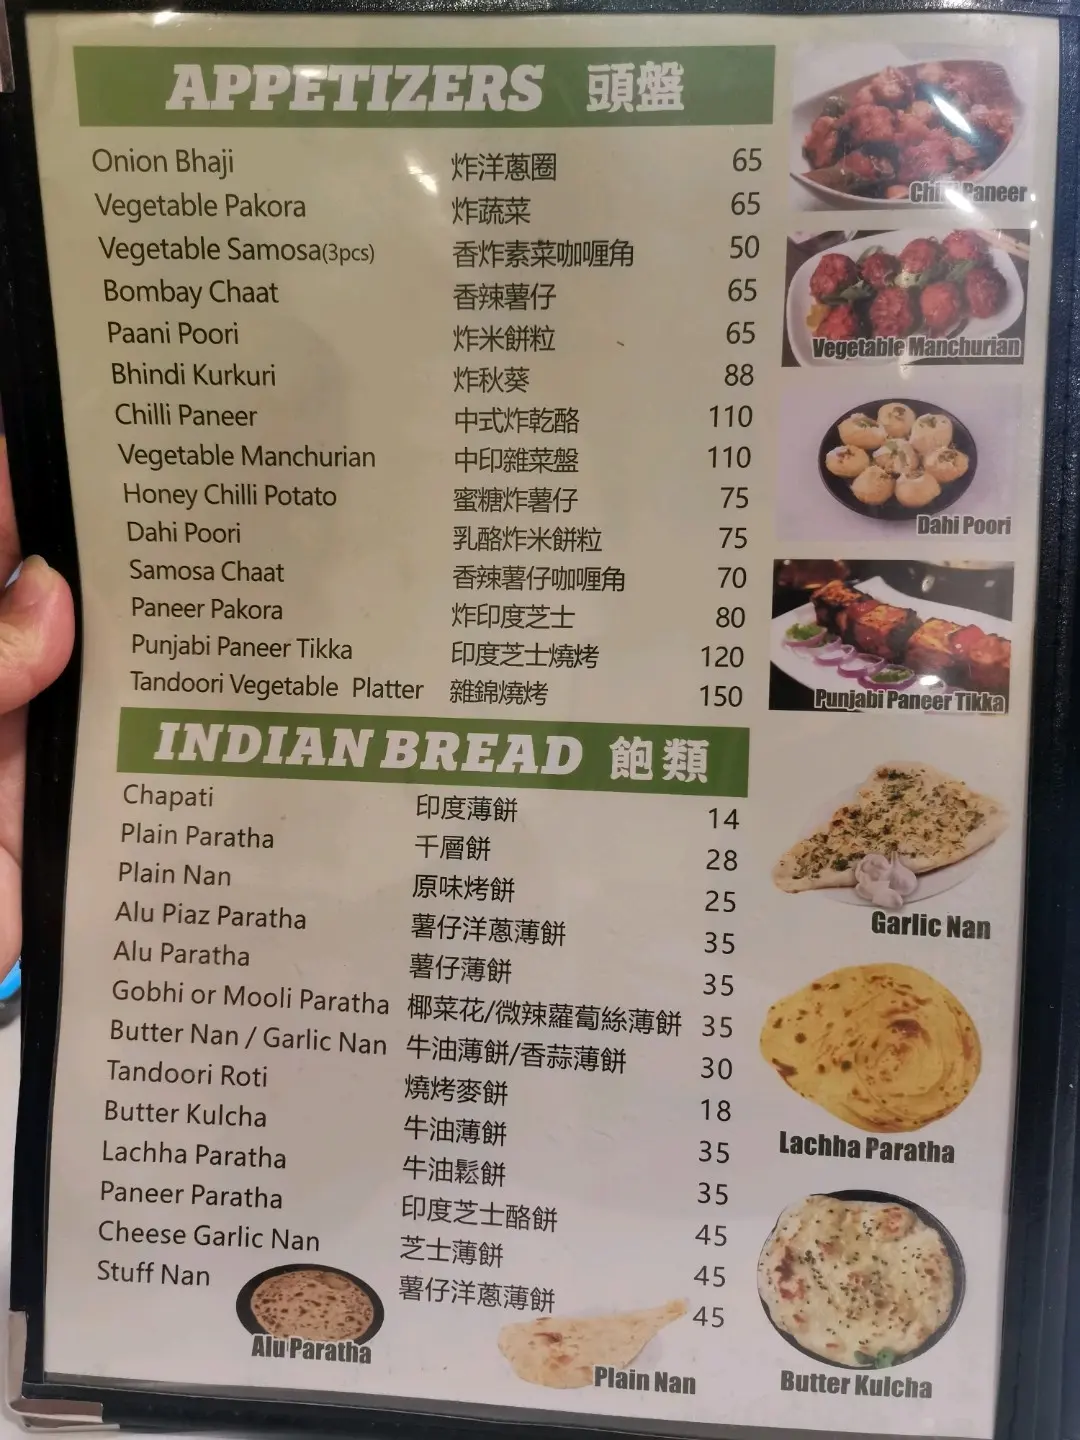 APPETIZERS 頭盤
Onion Bhaji 炸洋蔥圈 65
Vegetable Pakora 炸蔬菜 65
Vegetable Samosa(3pcs) 香炸素菜咖喱角 50
Bombay Chaat 香辣薯仔 65
Paani Poori 炸米餅粒 65
Bhindi Kurkuri 炸秋葵 88
Chilli Paneer 中式炸乾酪 110
Vegetable Manchurian 中印雜菜盤 110
Honey Chilli Potato 蜜糖炸薯仔 75
Dahi Poori 乳酪炸米餅粒 75
Samosa Chaat 香辣薯仔咖喱角 70
Paneer Pakora 炸印度芝士 80
Punjabi Paneer Tikka 印度芝士燒烤 120
Tandoori Vegetable Platter 雜錦燒烤 150
Paneer
Vegetable Manchurian
Dahi Poori
Punjabi Paneer Tikka
INDIAN BREAD 飽類
Chapati 印度薄餅 14
Plain Paratha 千層餅 28
Plain Nan 原味烤餅 25
Alu Piaz Paratha 薯仔洋蔥薄餅 35
Alu Paratha 薯仔薄餅 35
Gobhi or Mooli Paratha 椰菜花/微辣蘿蔔絲薄餅 35
Butter Nan / Garlic Nan 牛油薄餅/香蒜薄餅 30
Tandoori Roti 燒烤麥餅 18
Butter Kulcha 牛油薄餅 35
Lachha Paratha 牛油鬆餅 35
Paneer Paratha 印度芝士酪餅 45
Cheese Garlic Nan 芝士薄餅 45
Stuff Nan 薯仔洋蔥薄餅 45
Garlic Nan
Lachha Paratha
Alu Paratha
Plain Nan
Butter Kulcha